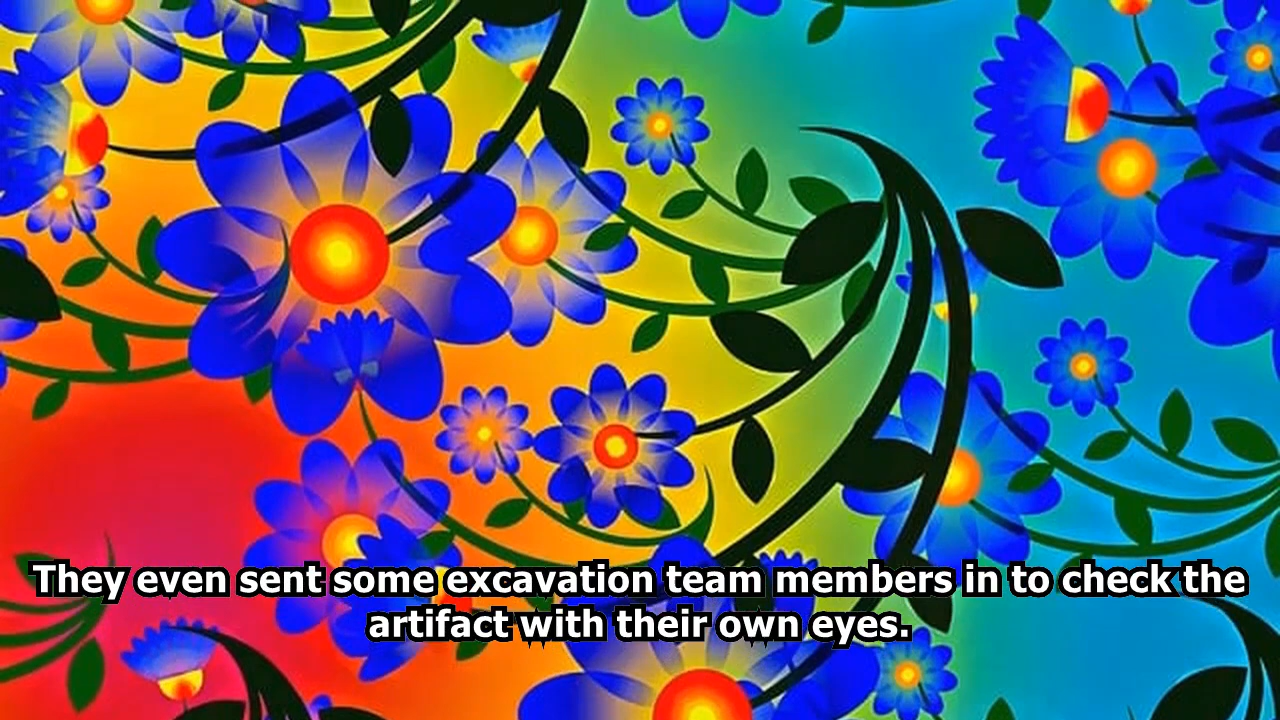 They even sent some excavation team members in to check the
artifact with their own eyes.